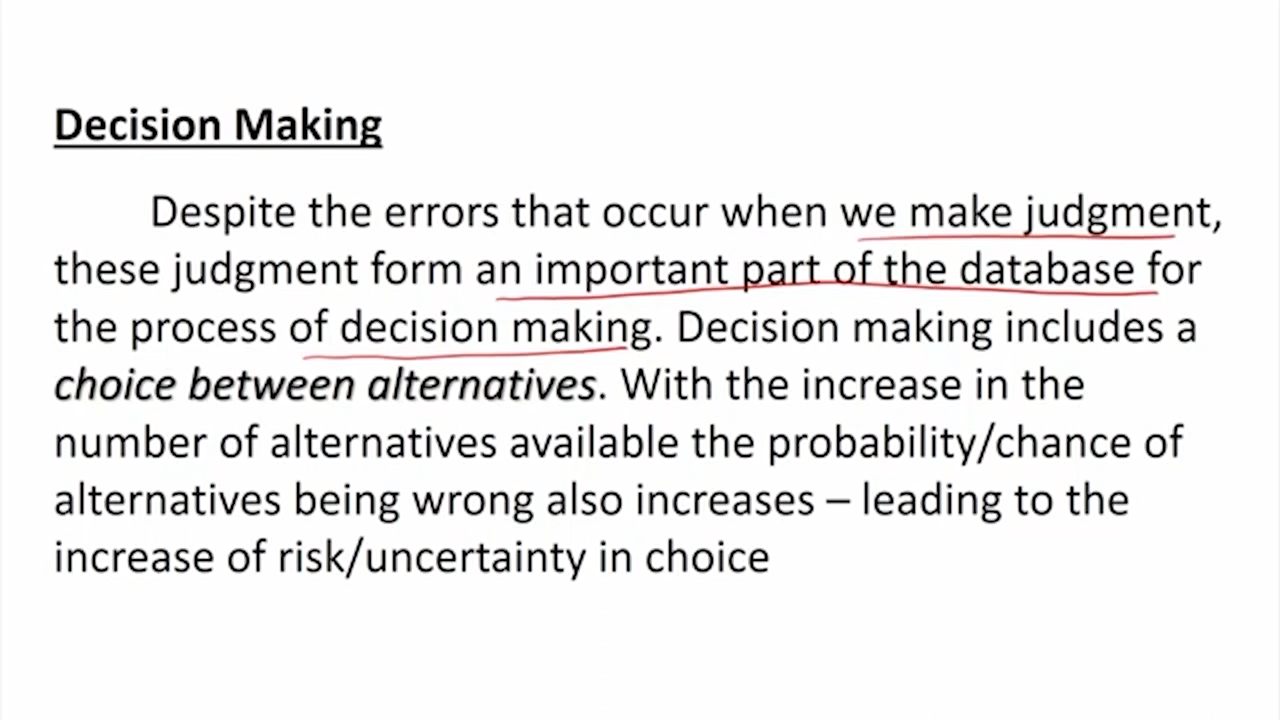 Decision Making
Despite the errors that occur when we make judgment,
these judgment form an important part of the database for
the process of decision making. Decision making includes a
choice between alternatives. With the increase in the
number of alternatives available the probability/chance of
alternatives being wrong also increases – leading to the
increase of risk/uncertainty in choice